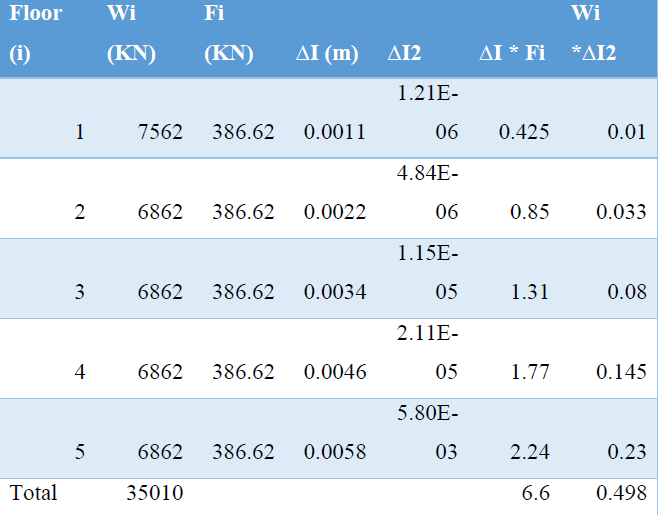 Floor Wi Fi Wi
(i) (KN) (KN) ΔI (m) ΔI2 ΔI * Fi *ΔI2
1.21E-
1 7562 386.62 0.0011 06 0.425 0.01
4.84E-
2 6862 386.62 0.0022 06 0.85 0.033
1.15E-
3 6862 386.62 0.0034 05 1.31 0.08
2.11E-
4 6862 386.62 0.0046 05 1.77 0.145
5.80E-
5 6862 386.62 0.0058 03 2.24 0.23
Total 35010 6.6 0.498